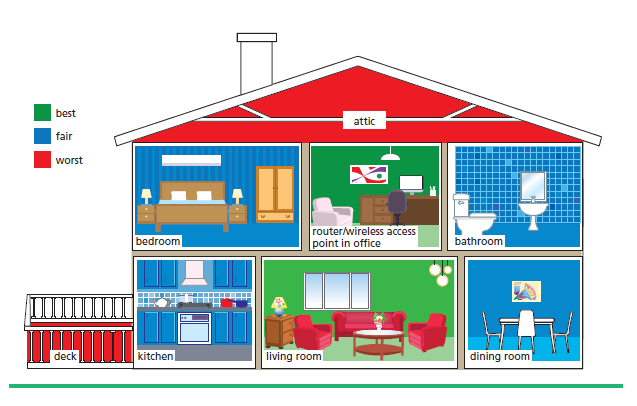 best
fair
worst
attic
bedroom
router/wireless access
point in office
bathroom
deck
kitchen
living room
dining room